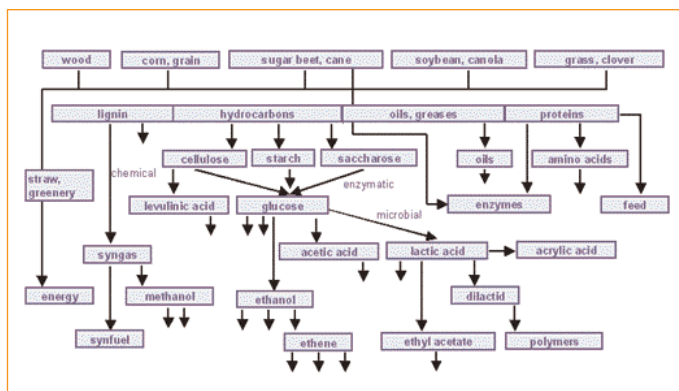 wood
corn, grain
sugar beet, cane
soybean, canola
grass, clover
lignin
hydrocarbons
oils, greases
proteins
cellulose
starch
saccharose
oils
amino acids
straw,
greenery
chemical
enzymatic
levulinic acid
glucose
microbial
enzymes
feed
syngas
acetic acid
lactic acid
acrylic acid
energy
methanol
ethanol
dilactid
synfuel
ethene
ethyl acetate
polymers